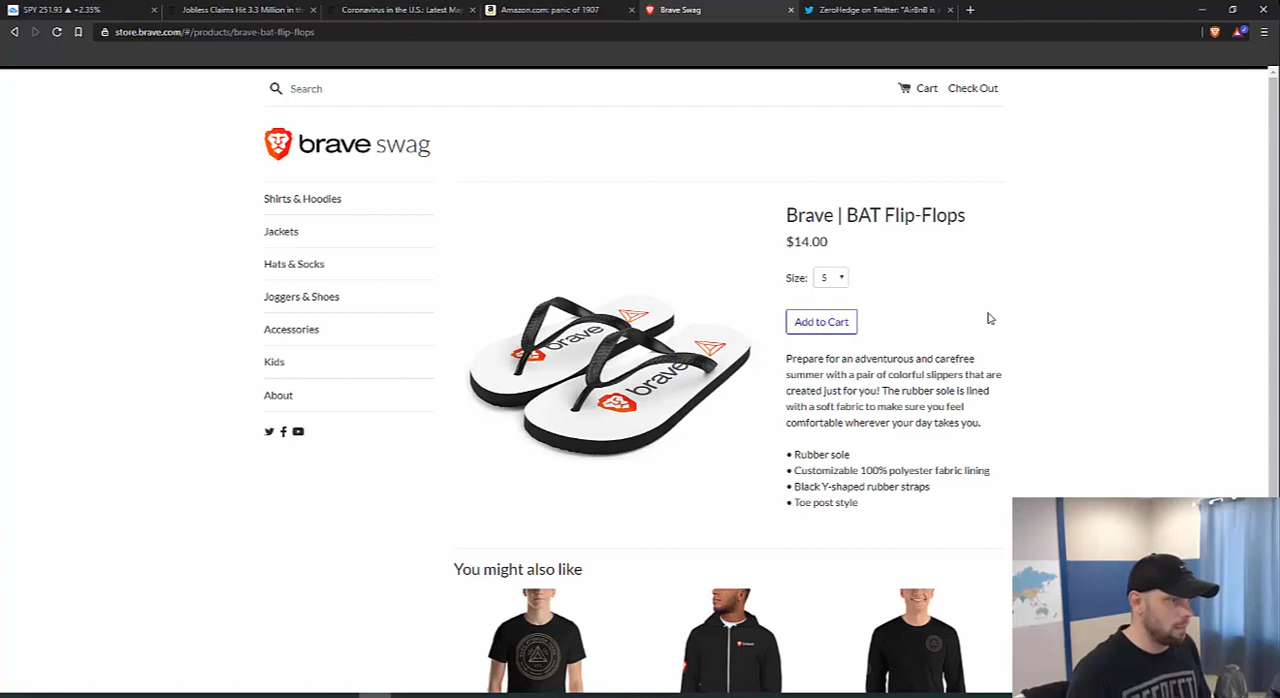 SPY 251.93 ▲ +2.35%
Jobless Claims Hit 3.3 Million in the
Coronavirus in the U.S.: Latest Ma
Amazon.com: panic of 1907
Brave Swag
ZeroHedge on Twitter: "AirBnB is
store.brave.com/#/products/brave-bat-flip-flops
Search
Cart
Check Out
brave swag
Shirts & Hoodies
Jackets
Hats & Socks
Joggers & Shoes
Accessories
Kids
About
brave
brave
Brave | BAT Flip-Flops
$14.00
Size: S
Add to Cart
Prepare for an adventurous and carefree
summer with a pair of colorful slippers that are
created just for you! The rubber sole is lined
with a soft fabric to make sure you feel
comfortable wherever your day takes you.
• Rubber sole
• Customizable 100% polyester fabric lining
• Black Y-shaped rubber straps
• Toe post style
You might also like